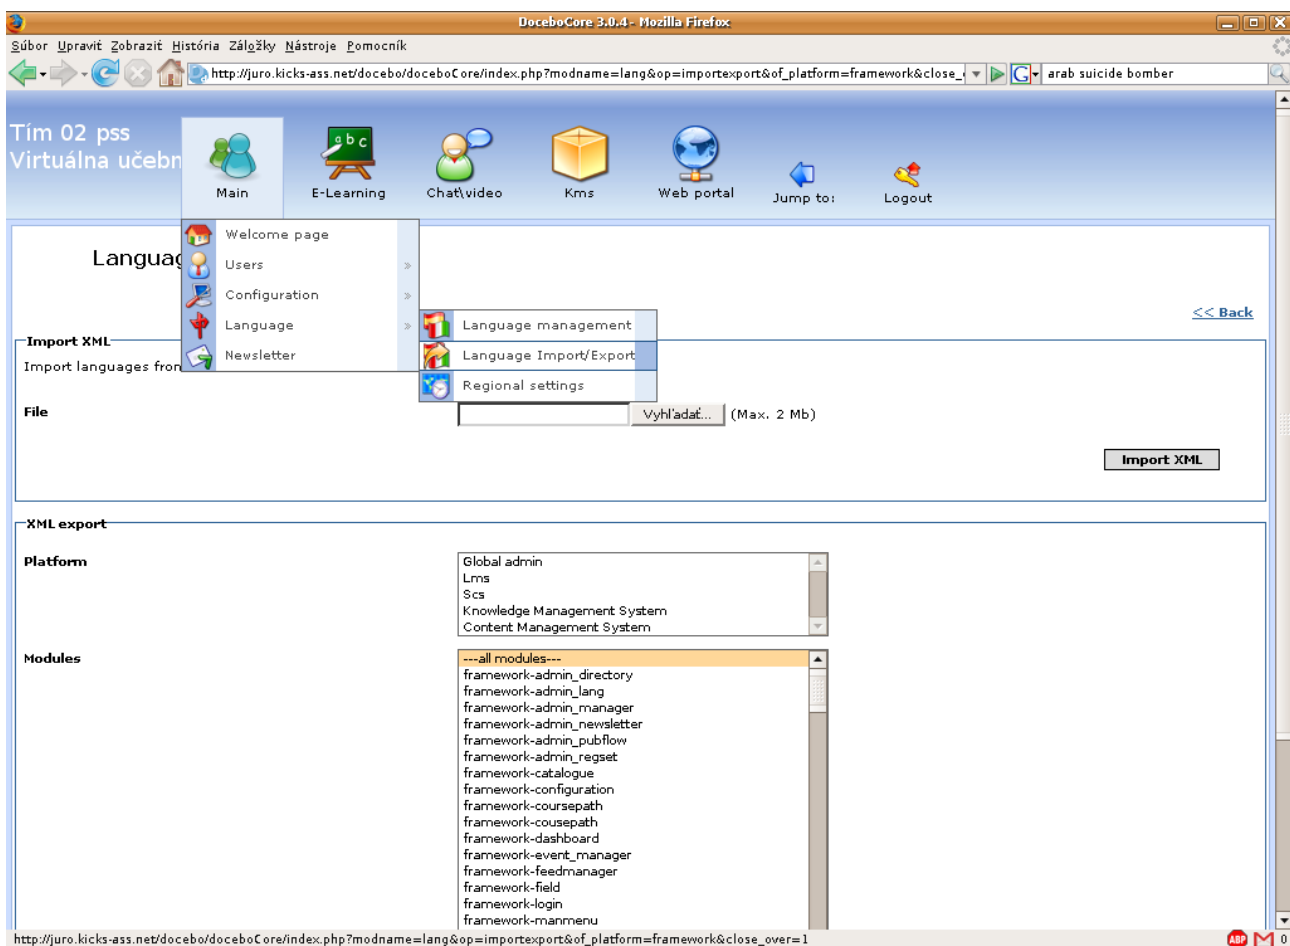 DoceboCore 3.0.4 - Mozilla Firefox
Súbor Upraviť Zobraziť História Záložky Nástroje Pomocník
http://juro.kicks-ass.net/docebo/doceboCore/index.php?modname=lang&op=importexport&of_platform=framework&close_
G
arab suicide bomber
Tím 02 pss
Virtuálna učebn
a b c
Main
E-Learning
Chat\video
Kms
Web portal
Jump to:
Logout
Welcome page
Languag
Users »
Configuration »
Language »
Newsletter
Language management
Language Import/Export
Regional settings
<< Back
Import XML
Import languages from
File
Vyhľadať... (Max. 2 Mb)
Import XML
XML export
Platform
Global admin
Lms
Scs
Knowledge Management System
Content Management System
Modules
---all modules---
framework-admin_directory
framework-admin_lang
framework-admin_manager
framework-admin_newsletter
framework-admin_pubflow
framework-admin_regset
framework-catalogue
framework-configuration
framework-coursepath
framework-cousepath
framework-dashboard
framework-event_manager
framework-feedmanager
framework-field
framework-login
framework-manmenu
http://juro.kicks-ass.net/docebo/doceboCore/index.php?modname=lang&op=importexport&of_platform=framework&close_over=1
ABP
0